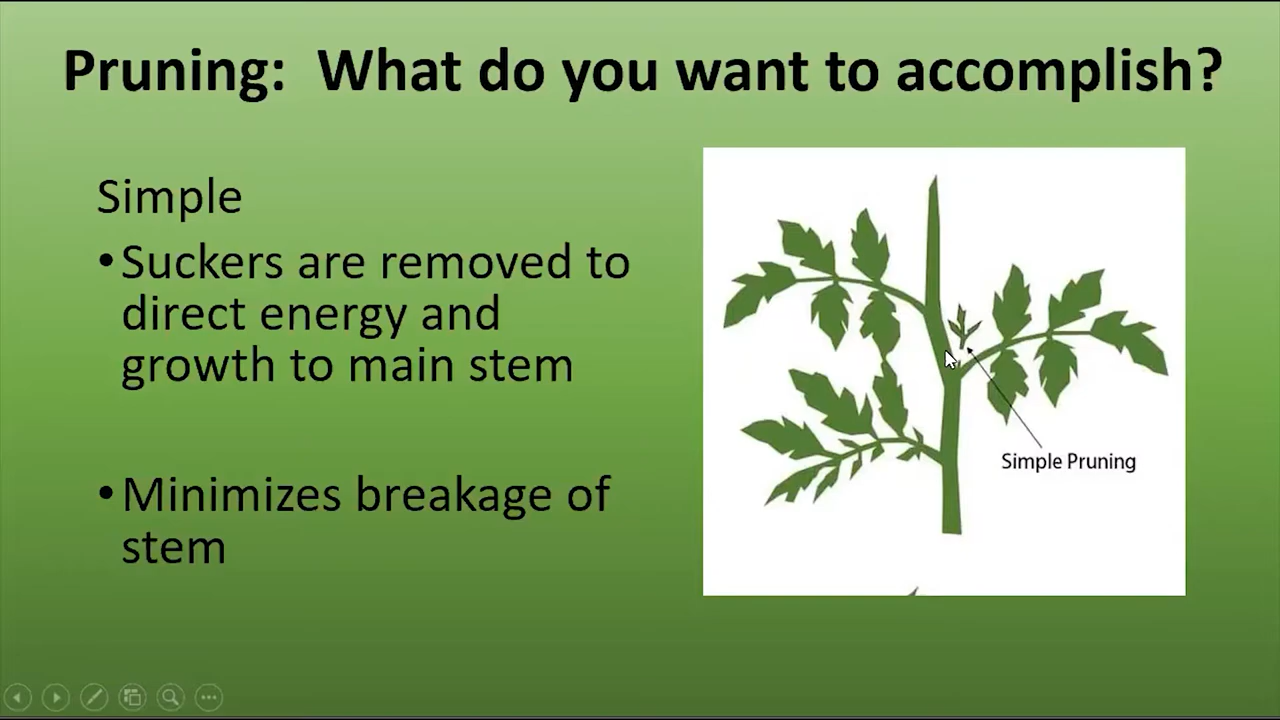 Pruning:  What do you want to accomplish?
Simple
•Suckers are removed to
direct energy and
growth to main stem
•Minimizes breakage of
stem
Simple Pruning